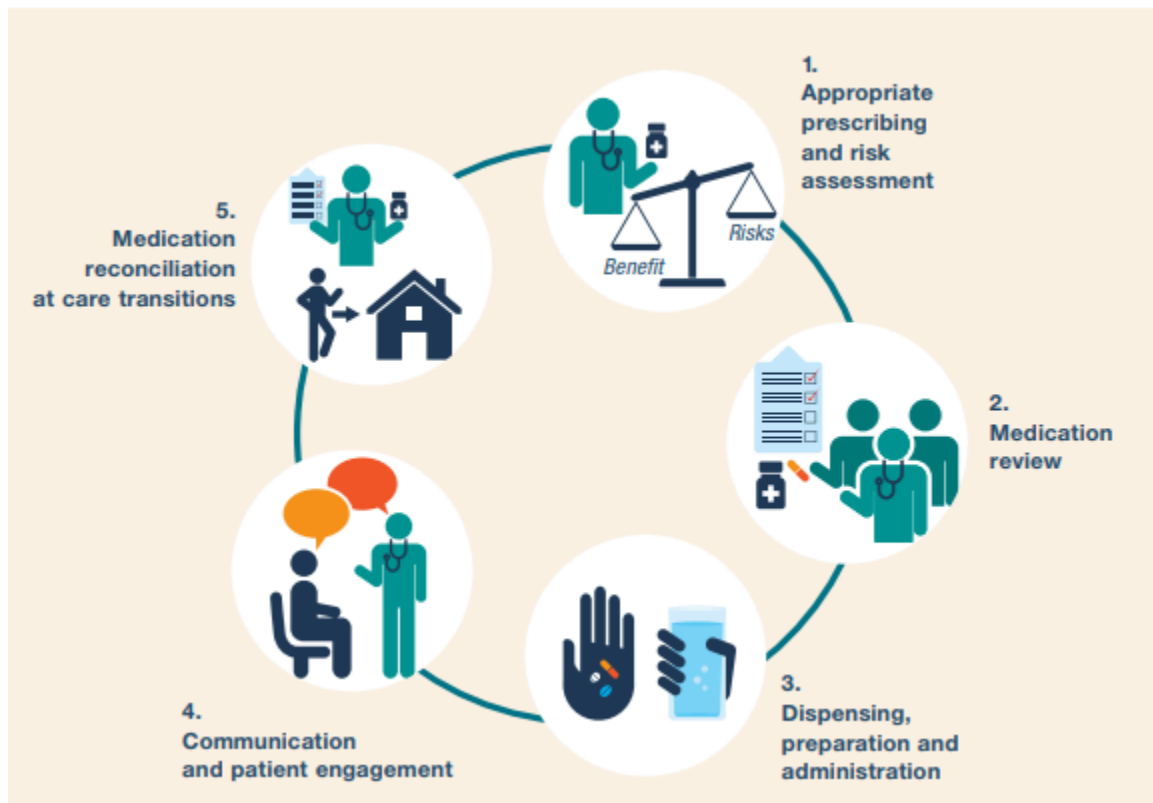 1.
Appropriate
prescribing
and risk
assessment
Benefit
Risks
2.
Medication
review
3.
Dispensing,
preparation and
administration
4.
Communication
and patient engagement
5.
Medication
reconciliation
at care transitions